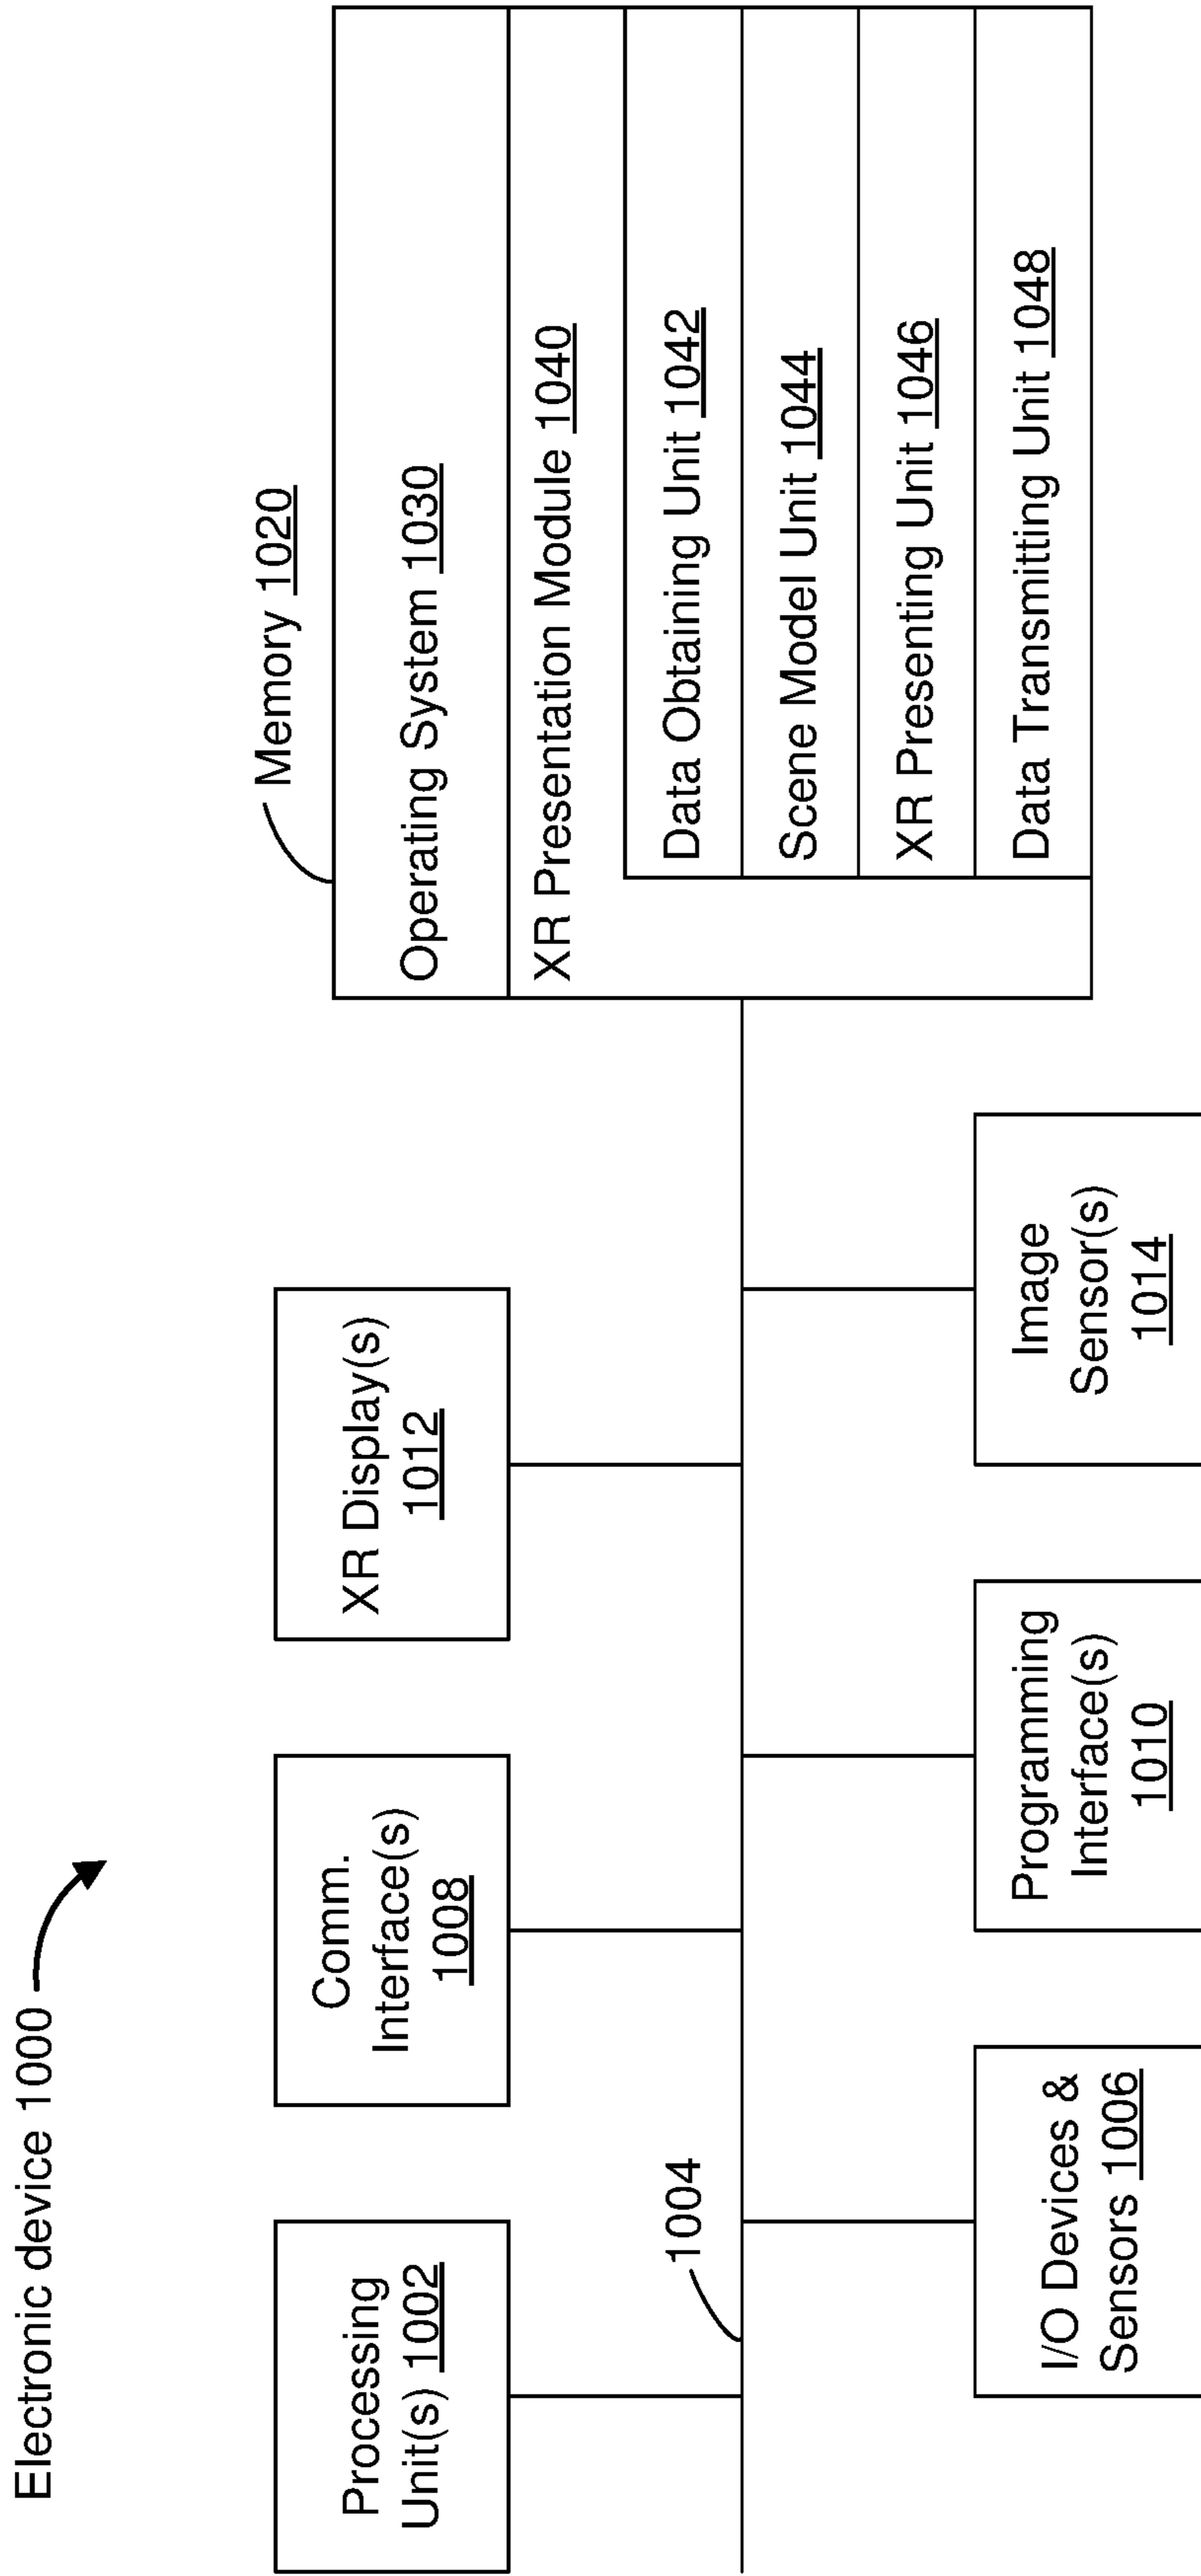 Electronic device 1000
Processing
Unit(s) 1002
Comm.
Interface(s)
1008
XR Display(s)
1012
Memory 1020
Operating System 1030
XR Presentation Module 1040
Data Obtaining Unit 1042
Scene Model Unit 1044
XR Presenting Unit 1046
Data Transmitting Unit 1048
1004
I/O Devices &
Sensors 1006
Programming
Interface(s)
1010
Image
Sensor(s)
1014